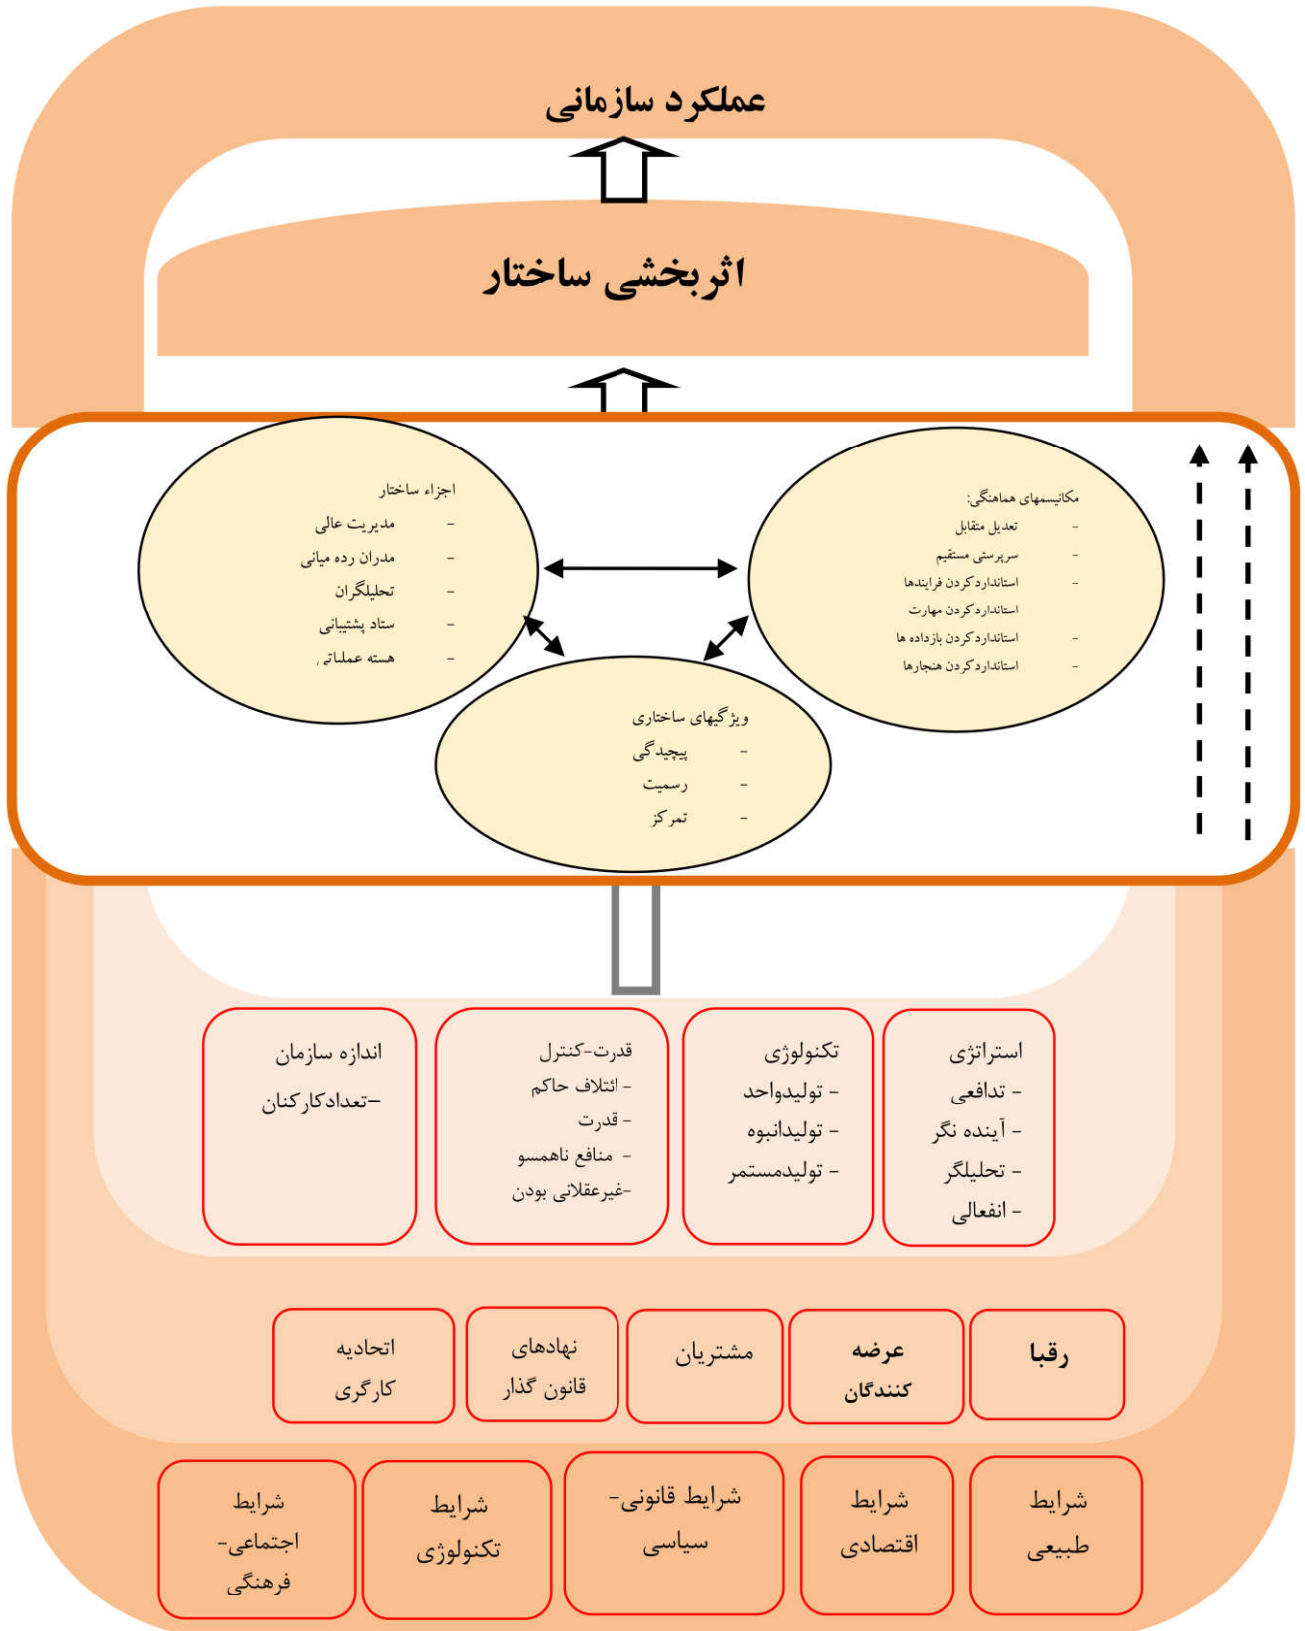 عملکرد سازمانی
اثربخشی ساختار
مکانیسمهای هماهنگی:
- تعدیل متقابل
- سرپرستی مستقیم
- استانداردکردن فرایندها
استانداردکردن مهارت
- استانداردکردن بازداده ها
- استانداردکردن هنجارها
اجزاء ساختار
- مدیریت عالی
- مدران رده میانی
- تحلیلگران
- ستاد پشتیبانی
- هسته عملیاتی
ویژگیهای ساختاری
- پیچیدگی
- رسمیت
- تمرکز
استراتژی
- تدافعی
- آینده نگر
- تحلیلگر
- انفعالی
تکنولوژی
- تولیدواحد
- تولیدانبوه
- تولیدمستمر
قدرت-کنترل
- ائتلاف حاکم
- قدرت
- منافع ناهمسو
-غیرعقلانی بودن
اندازه سازمان
-تعدادکارکنان
رقبا
عرضه
کنندگان
مشتریان
نهادهای
قانون گذار
اتحادیه
کارگری
شرایط
طبیعی
شرایط
اقتصادی
شرایط قانونی-
سیاسی
شرایط
تکنولوژی
شرایط
اجتماعی-
فرهنگی